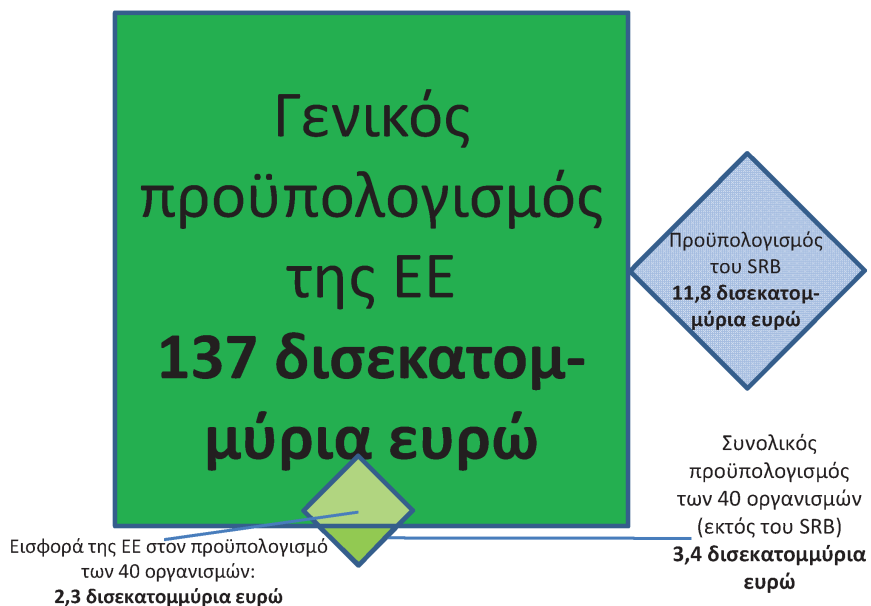 Γενικός
προϋπολογισμός
της ΕΕ
137 δισεκατομ-
μύρια ευρώ
Προϋπολογισμός
του SRB
11,8 δισεκατομ-
μύρια ευρώ
Συνολικός
προϋπολογισμός
των 40 οργανισμών
(εκτός του SRB)
3,4 δισεκατομμύρια
ευρώ
Εισφορά της ΕΕ στον προϋπολογισμό
των 40 οργανισμών:
2,3 δισεκατομμύρια ευρώ